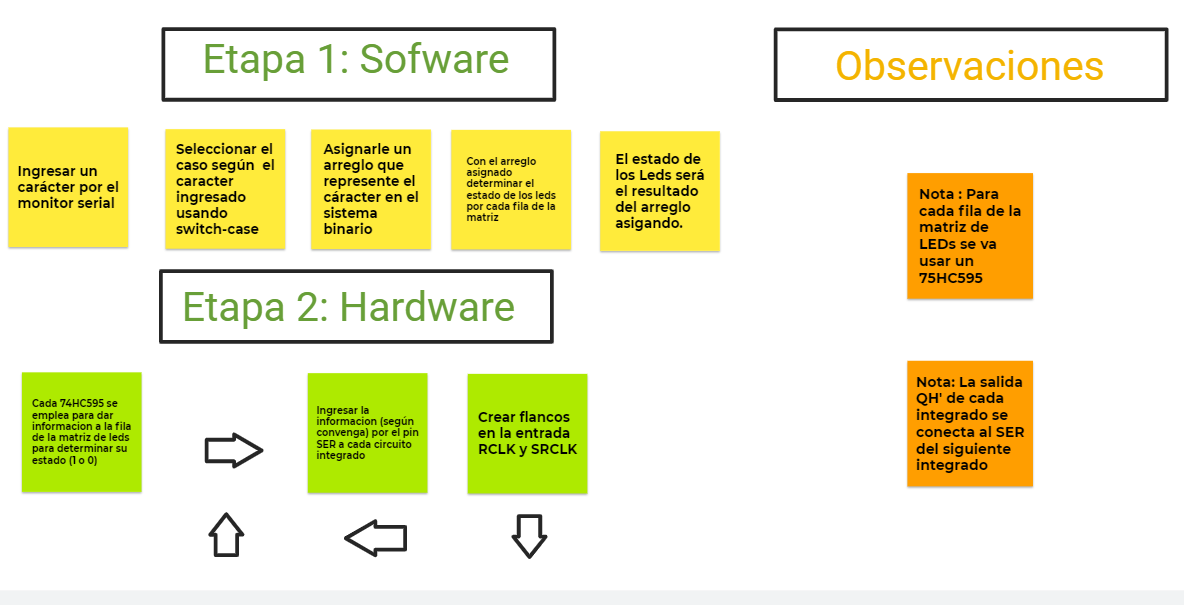 Etapa 1: Sofware
Observaciones
Ingresar un
carácter por el
monitor serial
Seleccionar el
caso según el
caracter
ingresado
usando
switch-case
Asignarle un
arreglo que
represente el
cáracter en el
sistema
binario
Con el arreglo
asignado
determinar el
estado de los leds
por cada fila de la
matriz
El estado de
los Leds será
el resultado
del arreglo
asigando.
Nota : Para
cada fila de la
matriz de
LEDs se va
usar un
75HC595
Etapa 2: Hardware
Cada 74HC595 se
emplea para dar
informacion a la fila
de la matriz de leds
para determinar su
estado (1 o 0)
Ingresar la
informacion (según
convenga) por el pin
SER a cada circuito
integrado
Crear flancos
en la entrada
RCLK y SRCLK
Nota: La salida
QH' de cada
integrado se
conecta al SER
del siguiente
integrado